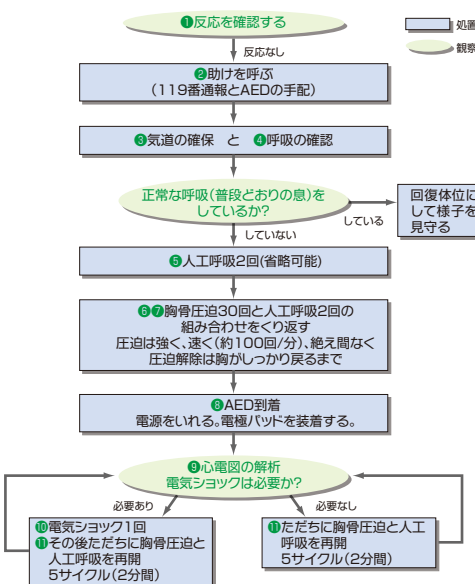 ❶反応を確認する
処置
観察
反応なし
❷助けを呼ぶ
(119番通報とAEDの手配)
❸気道の確保 と ❹呼吸の確認
正常な呼吸(普段どおりの息)を
しているか?
している
回復体位に
して様子を
見守る
していない
❺人工呼吸2回(省略可能)
❻❼胸骨圧迫30回と人工呼吸2回の
組み合わせをくり返す
圧迫は強く、速く(約100回/分)、絶え間なく
圧迫解除は胸がしっかり戻るまで
❽AED到着
電源をいれる。電極パッドを装着する。
❾心電図の解析
電気ショックは必要か?
必要あり
必要なし
❿電気ショック1回
⓫その後ただちに胸骨圧迫と
人工呼吸を再開
5サイクル(2分間)
⓫ただちに胸骨圧迫と人工
呼吸を再開
5サイクル(2分間)